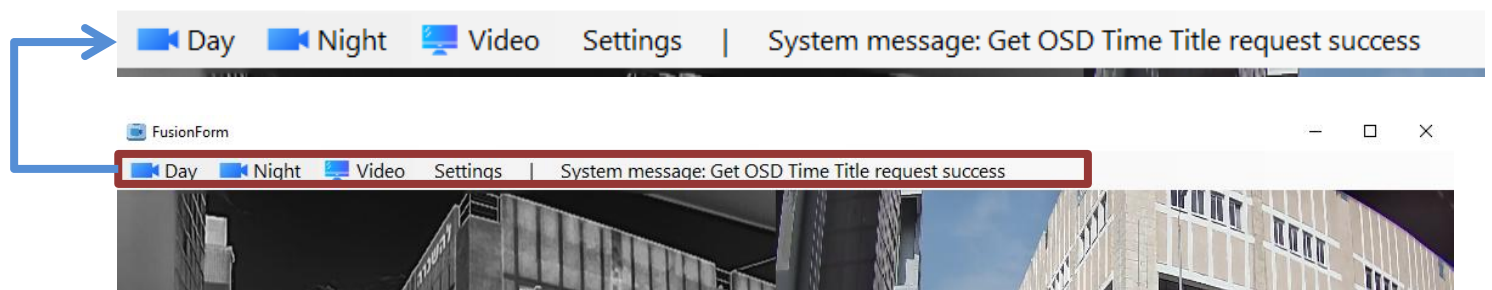 Day Night Video Settings | System message: Get OSD Time Title request success
FusionForm
Day Night Video Settings | System message: Get OSD Time Title request success